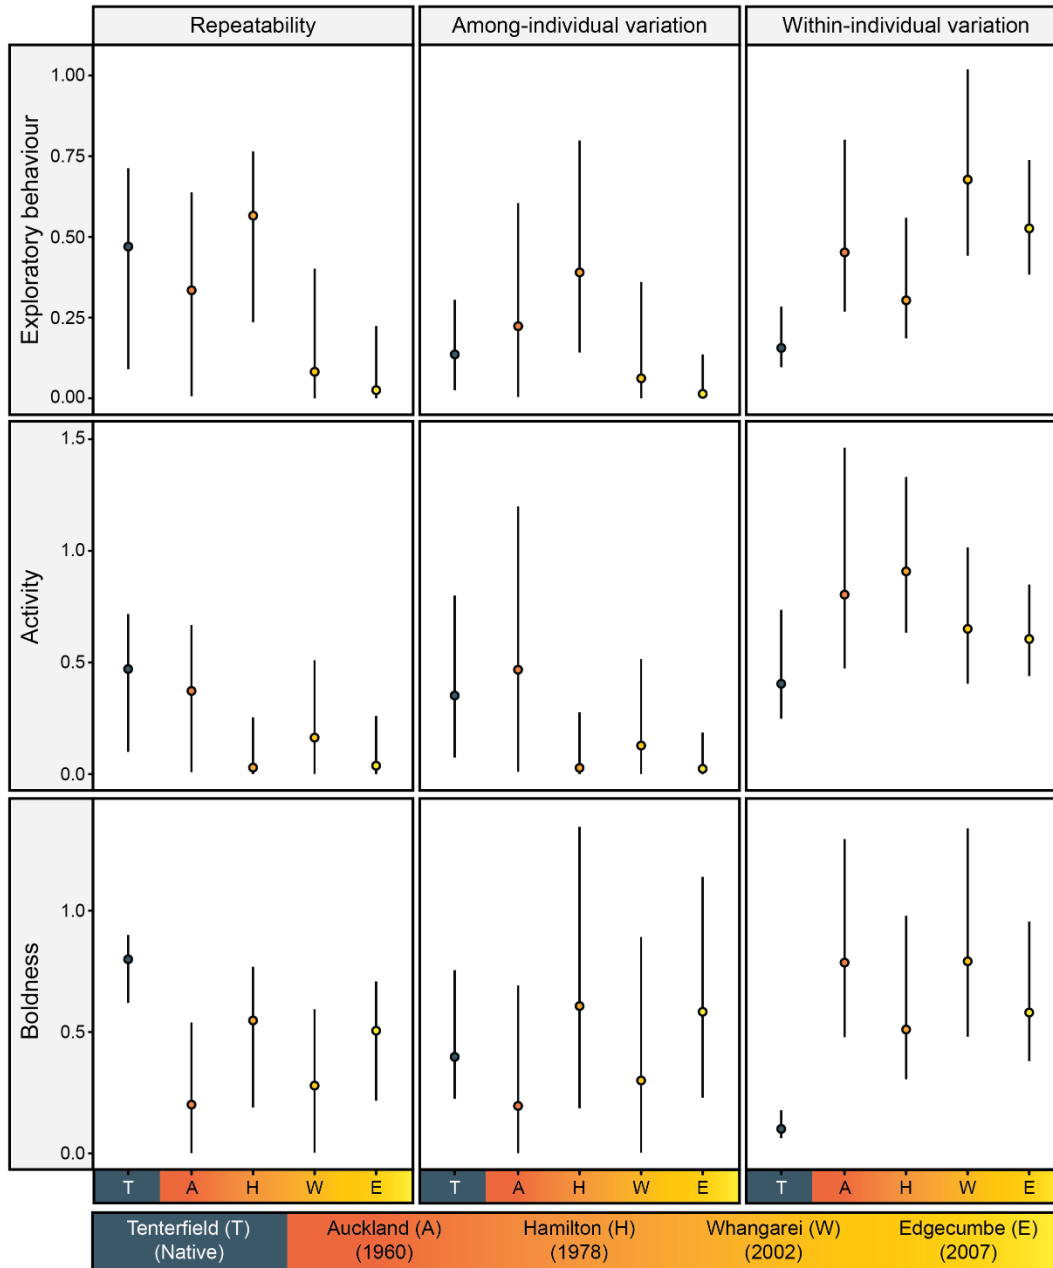 Repeatability
Among-individual variation
Within-individual variation
Exploratory behaviour
1.00
0.75
0.50
0.25
0.00
Activity
1.5
1.0
0.5
0.0
Boldness
1.0
0.5
0.0
T A H W E
T A H W E
T A H W E
Tenterfield (T)
(Native)
Auckland (A)
(1960)
Hamilton (H)
(1978)
Whangarei (W)
(2002)
Edgecumbe (E)
(2007)